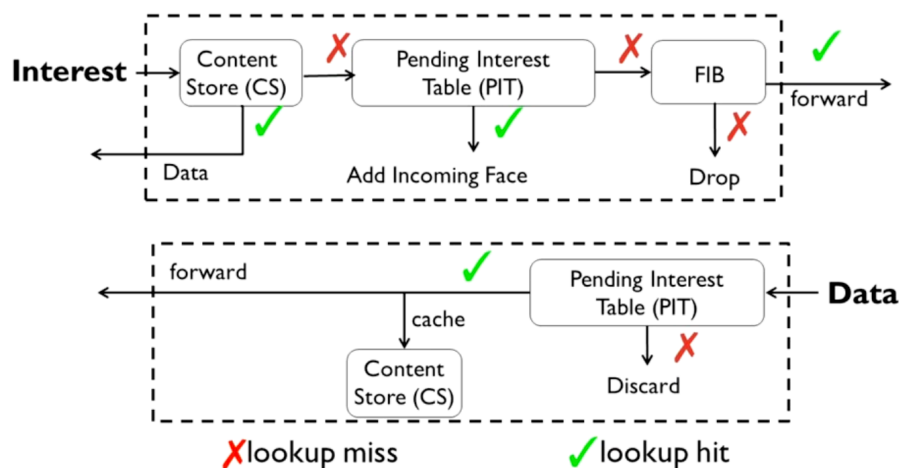 Interest
Content
Store (CS)
Pending Interest
Table (PIT)
FIB
forward
Data
Add Incoming Face
Drop
forward
Pending Interest
Table (PIT)
Data
cache
Content
Store (CS)
Discard
lookup miss
lookup hit